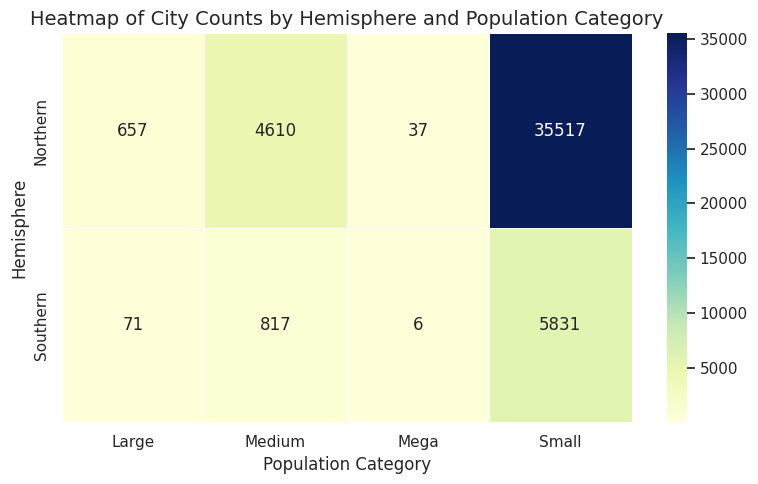 Heatmap of City Counts by Hemisphere and Population Category
Hemisphere
Northern
657 4610 37 35517
Southern
71 817 6 5831
Large Medium Mega Small
Population Category
35000
30000
25000
20000
15000
10000
5000